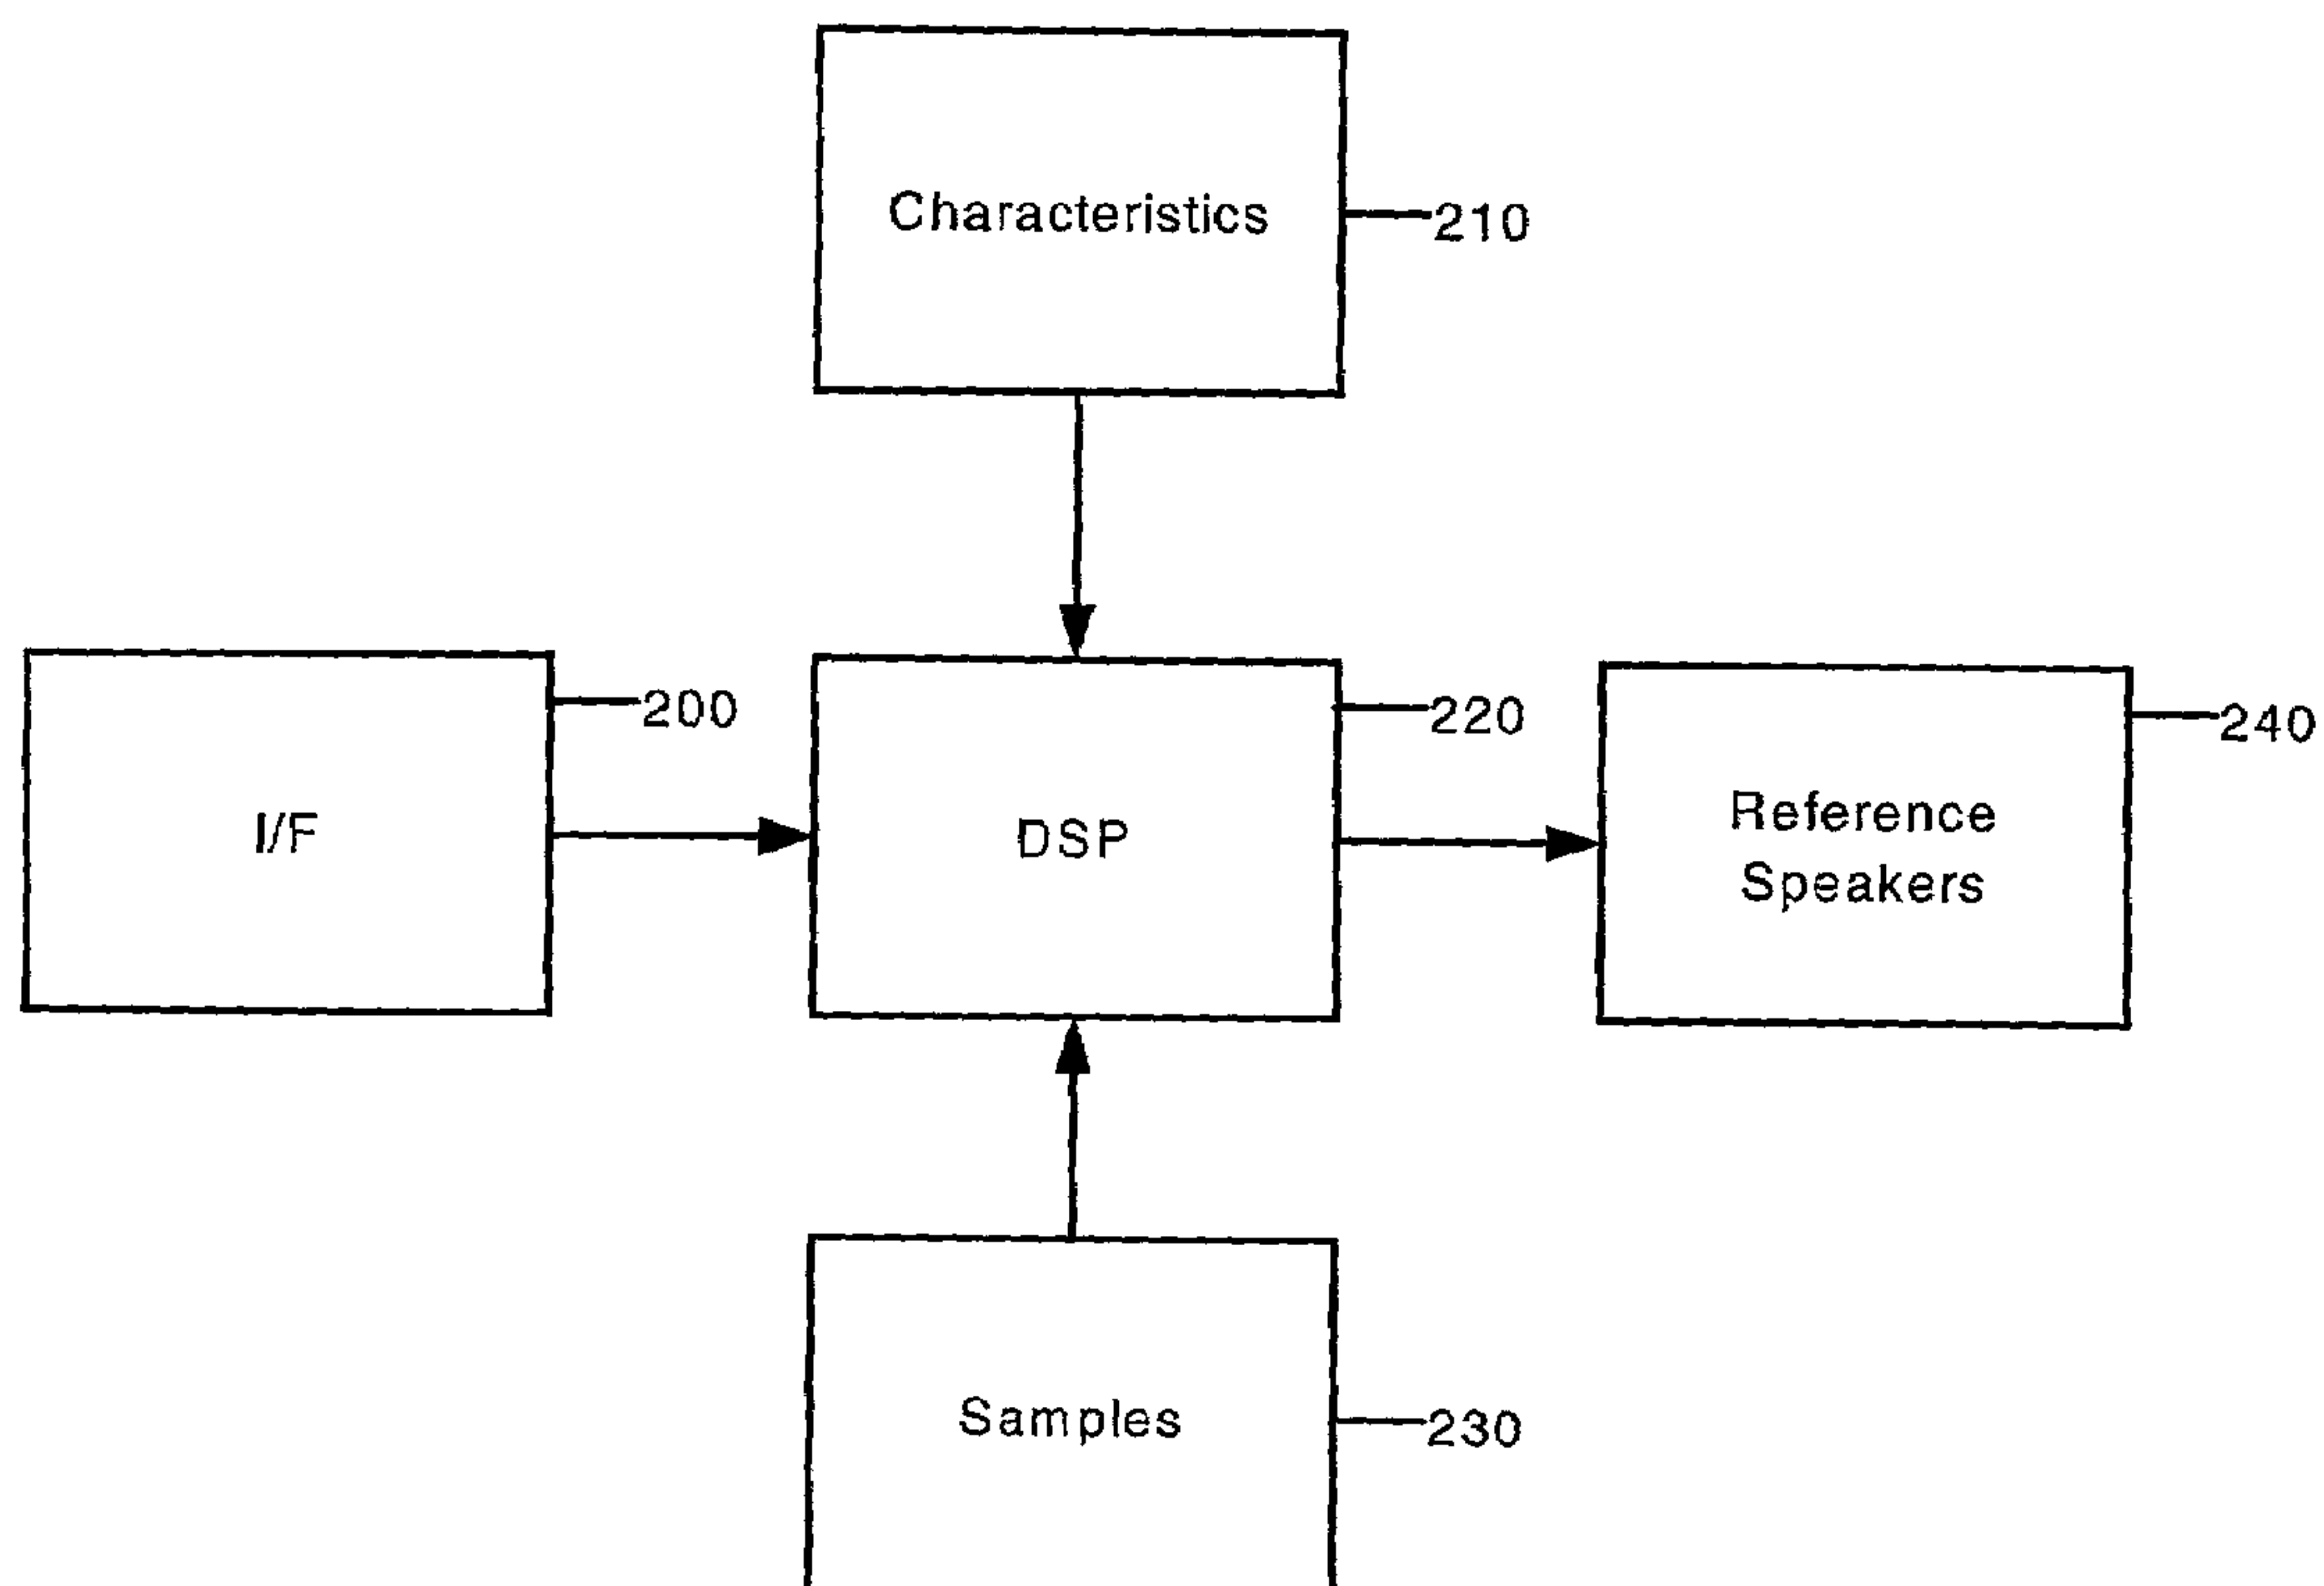 Characteristics
210
200
220
240
I/F
DSP
Reference
Speakers
Samples
230